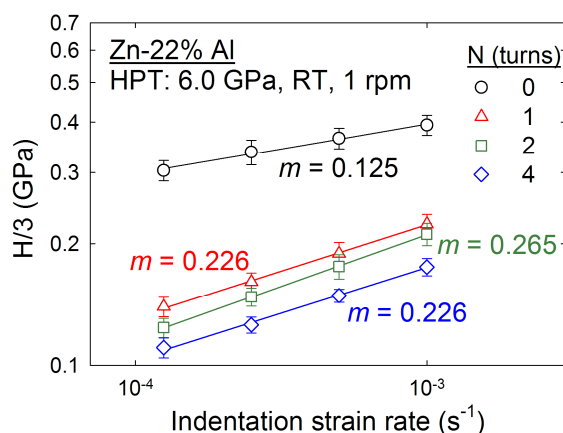 Zn-22% Al
HPT: 6.0 GPa, RT, 1 rpm
N (turns)
0
1
2
4
m = 0.125
m = 0.226
m = 0.265
m = 0.226
H/3 (GPa)
0.7
0.6
0.5
0.4
0.3
0.2
0.1
10⁻⁴
10⁻³
Indentation strain rate (s⁻¹)